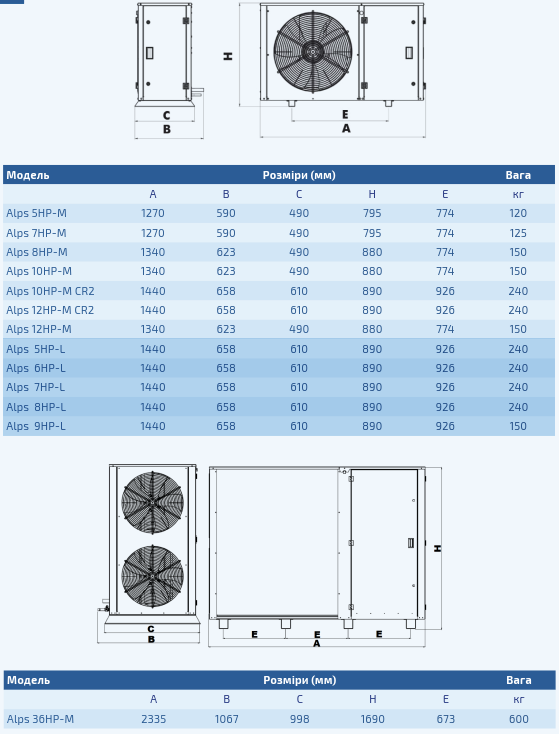 H
C
E
B
A
Модель Розміри (мм) Вага
A B C H E кг
Alps 5HP-M 1270 590 490 795 774 120
Alps 7HP-M 1270 590 490 795 774 125
Alps 8HP-M 1340 623 490 880 774 150
Alps 10HP-M 1340 623 490 880 774 150
Alps 10HP-M CR2 1440 658 610 890 926 240
Alps 12HP-M CR2 1440 658 610 890 926 240
Alps 12HP-M 1340 623 490 880 774 150
Alps 5HP-L 1440 658 610 890 926 240
Alps 6HP-L 1440 658 610 890 926 240
Alps 7HP-L 1440 658 610 890 926 240
Alps 8HP-L 1440 658 610 890 926 240
Alps 9HP-L 1440 658 610 890 926 150
H
C
E E E
B
A
Модель Розміри (мм) Вага
A B C H E кг
Alps 36HP-M 2335 1067 998 1690 673 600